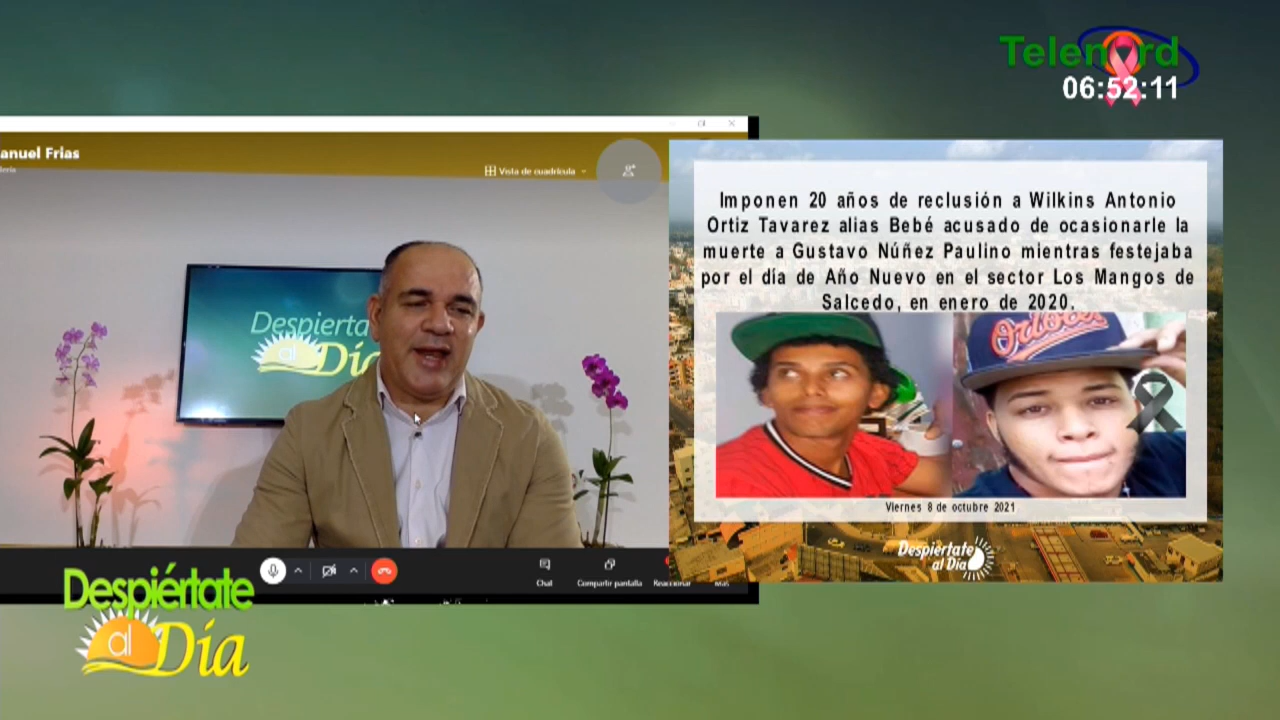 Telenord
06:52:11
anuel Frias
Vista de cuadrícula
Despiértate
al
Día
Imponen 20 años de reclusión a Wilkins Antonio
Ortiz Tavarez alias Bebé acusado de ocasionarle la
muerte a Gustavo Núñez Paulino mientras festejaba
por el día de Año Nuevo en el sector Los Mangos de
Salcedo, en enero de 2020.
Orioles
Viernes 8 de octubre 2021
Despiértate
al Día
Chat
Compartir pantalla
Reaccionar
Más
Despiértate
al Día